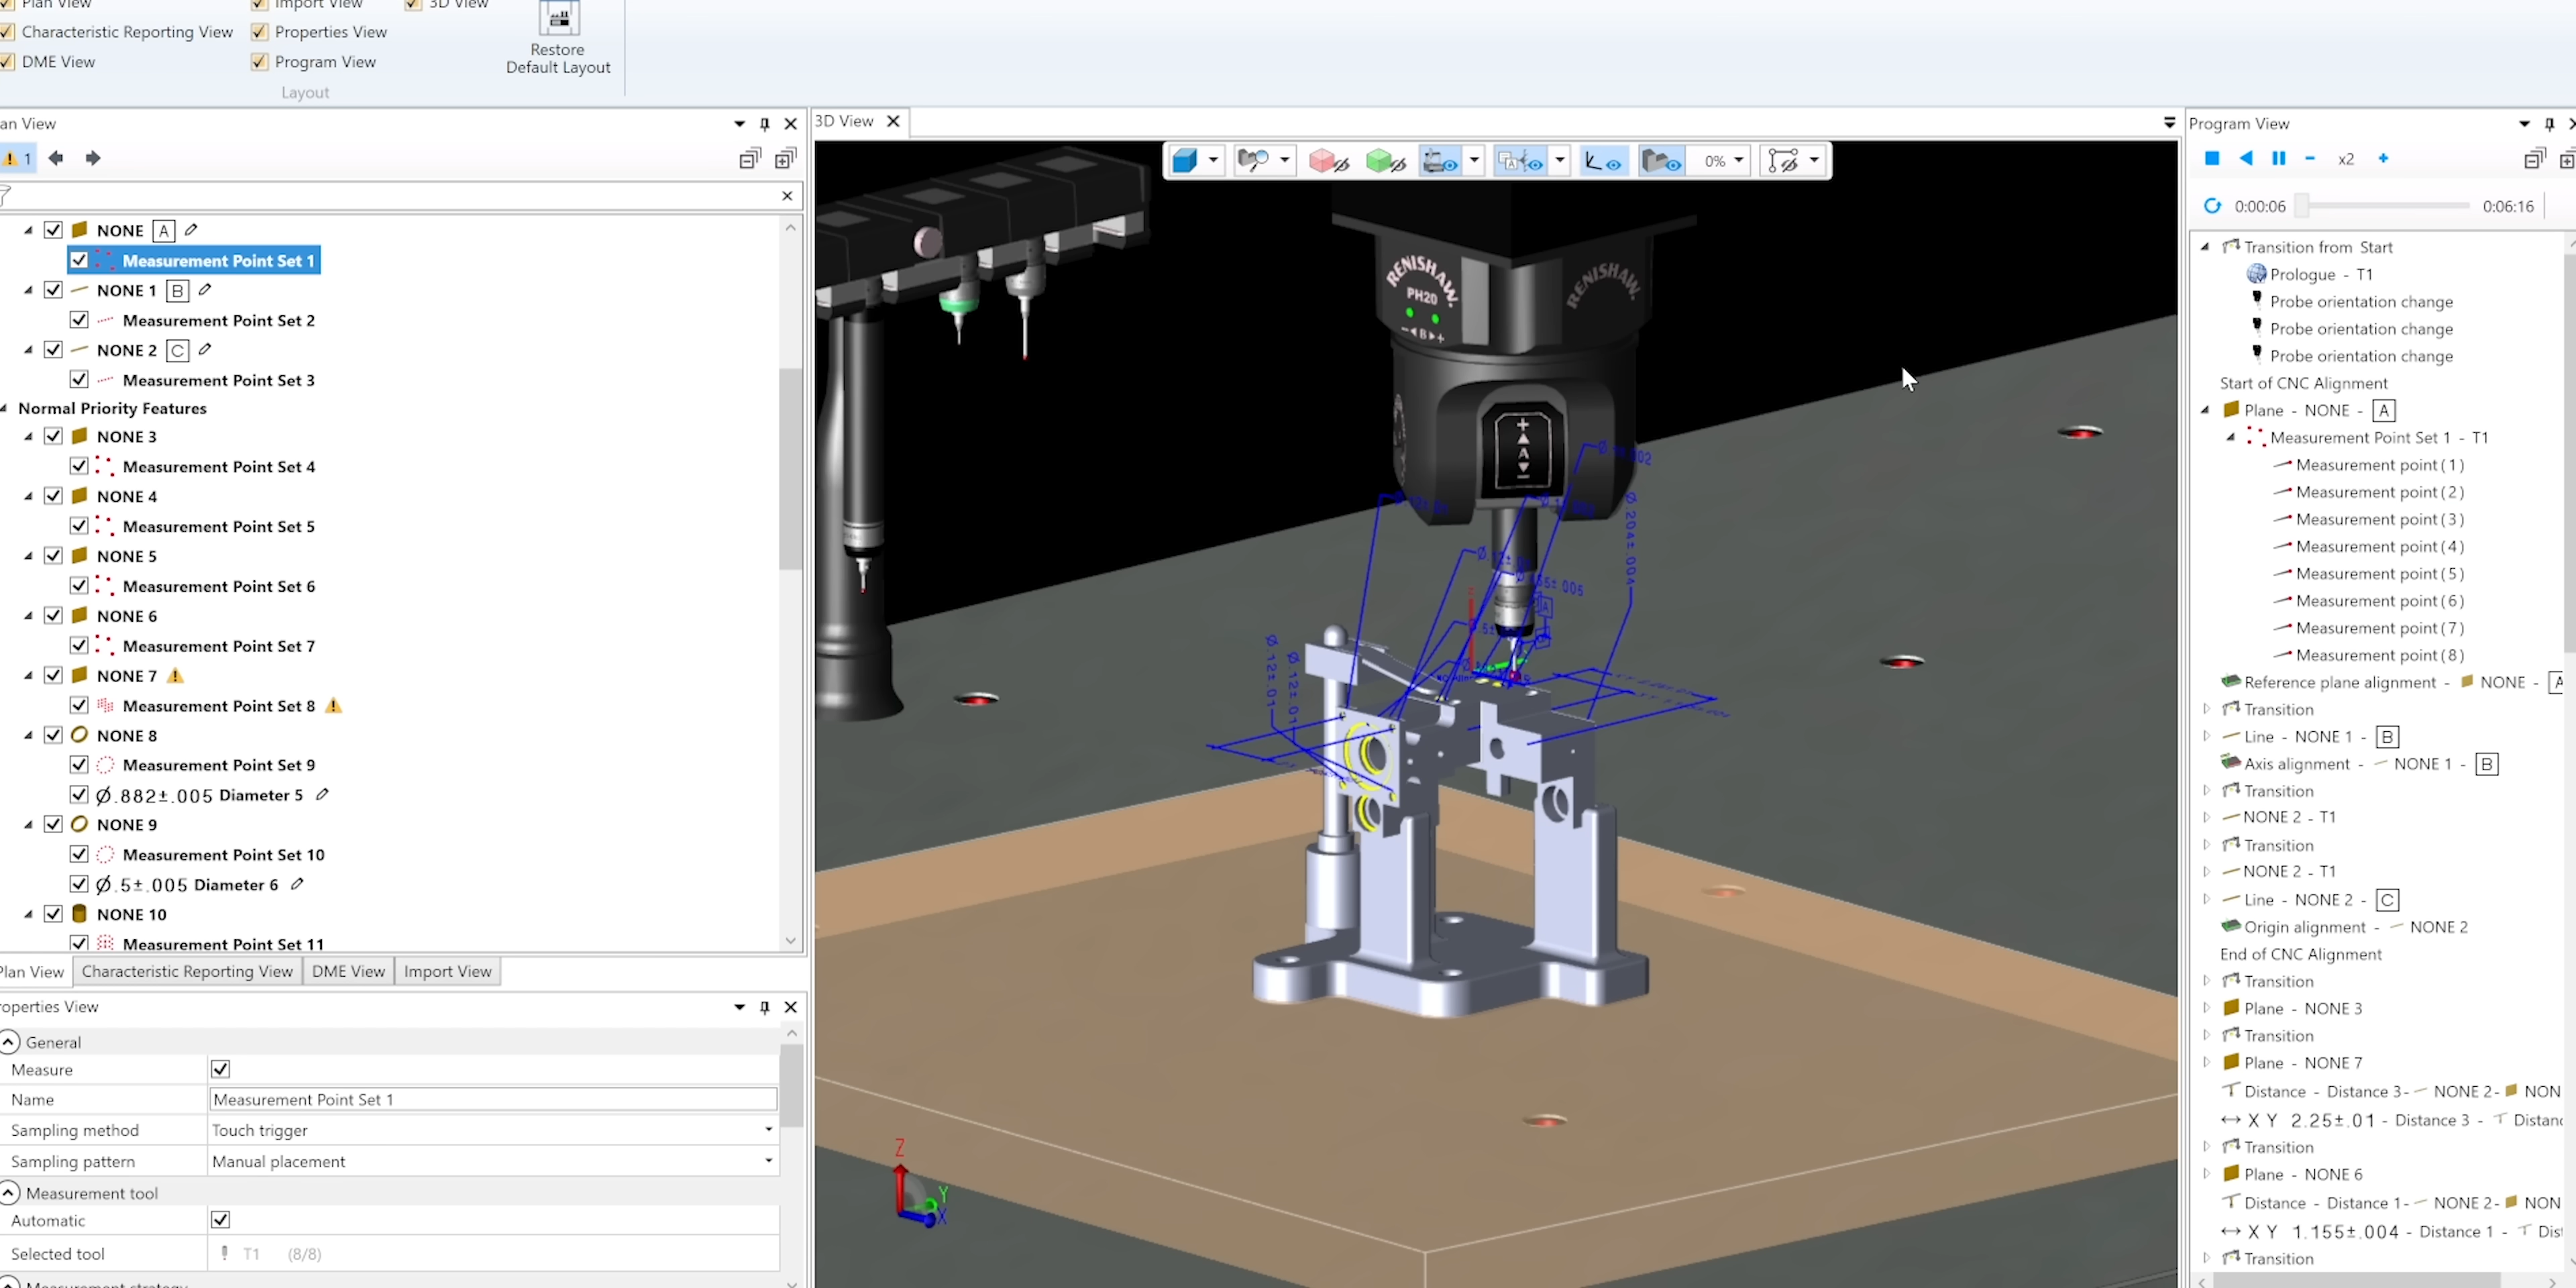 Plan View
Import View
3D View
Characteristic Reporting View
Properties View
DME View
Program View
Restore
Default Layout
Layout
an View
1
NONE A
Measurement Point Set 1
NONE 1 B
Measurement Point Set 2
NONE 2 C
Measurement Point Set 3
Normal Priority Features
NONE 3
Measurement Point Set 4
NONE 4
Measurement Point Set 5
NONE 5
Measurement Point Set 6
NONE 6
Measurement Point Set 7
NONE 7
Measurement Point Set 8
NONE 8
Measurement Point Set 9
Ø.882±.005 Diameter 5
NONE 9
Measurement Point Set 10
Ø.5±.005 Diameter 6
NONE 10
Measurement Point Set 11
Plan View
Characteristic Reporting View
DME View
Import View
operties View
General
Measure
Name
Measurement Point Set 1
Sampling method
Touch trigger
Sampling pattern
Manual placement
Measurement tool
Automatic
Selected tool
T1 (8/8)
Measurement strategy
3D View
0%
RENISHAW
PH20
B
RENISHAW
A
Ø.204±.004
Ø.12±.01
Ø.12±.01
A
Z
Y
X
Program View
x2
0:00:06
0:06:16
Transition from Start
Prologue - T1
Probe orientation change
Probe orientation change
Probe orientation change
Start of CNC Alignment
Plane - NONE - A
Measurement Point Set 1 - T1
Measurement point(1)
Measurement point(2)
Measurement point(3)
Measurement point(4)
Measurement point(5)
Measurement point(6)
Measurement point(7)
Measurement point(8)
Reference plane alignment - NONE - A
Transition
Line - NONE 1 - B
Axis alignment - NONE 1 - B
Transition
NONE 2 - T1
Transition
NONE 2 - T1
Line - NONE 2 - C
Origin alignment - NONE 2
End of CNC Alignment
Transition
Plane - NONE 3
Transition
Plane - NONE 7
Distance - Distance 3- NONE 2- NON
X Y 2.25±.01 - Distance 3 - Distanc
Transition
Plane - NONE 6
Distance - Distance 1- NONE 2- NON
X Y 1.155±.004 - Distance 1 - Dis
Transition